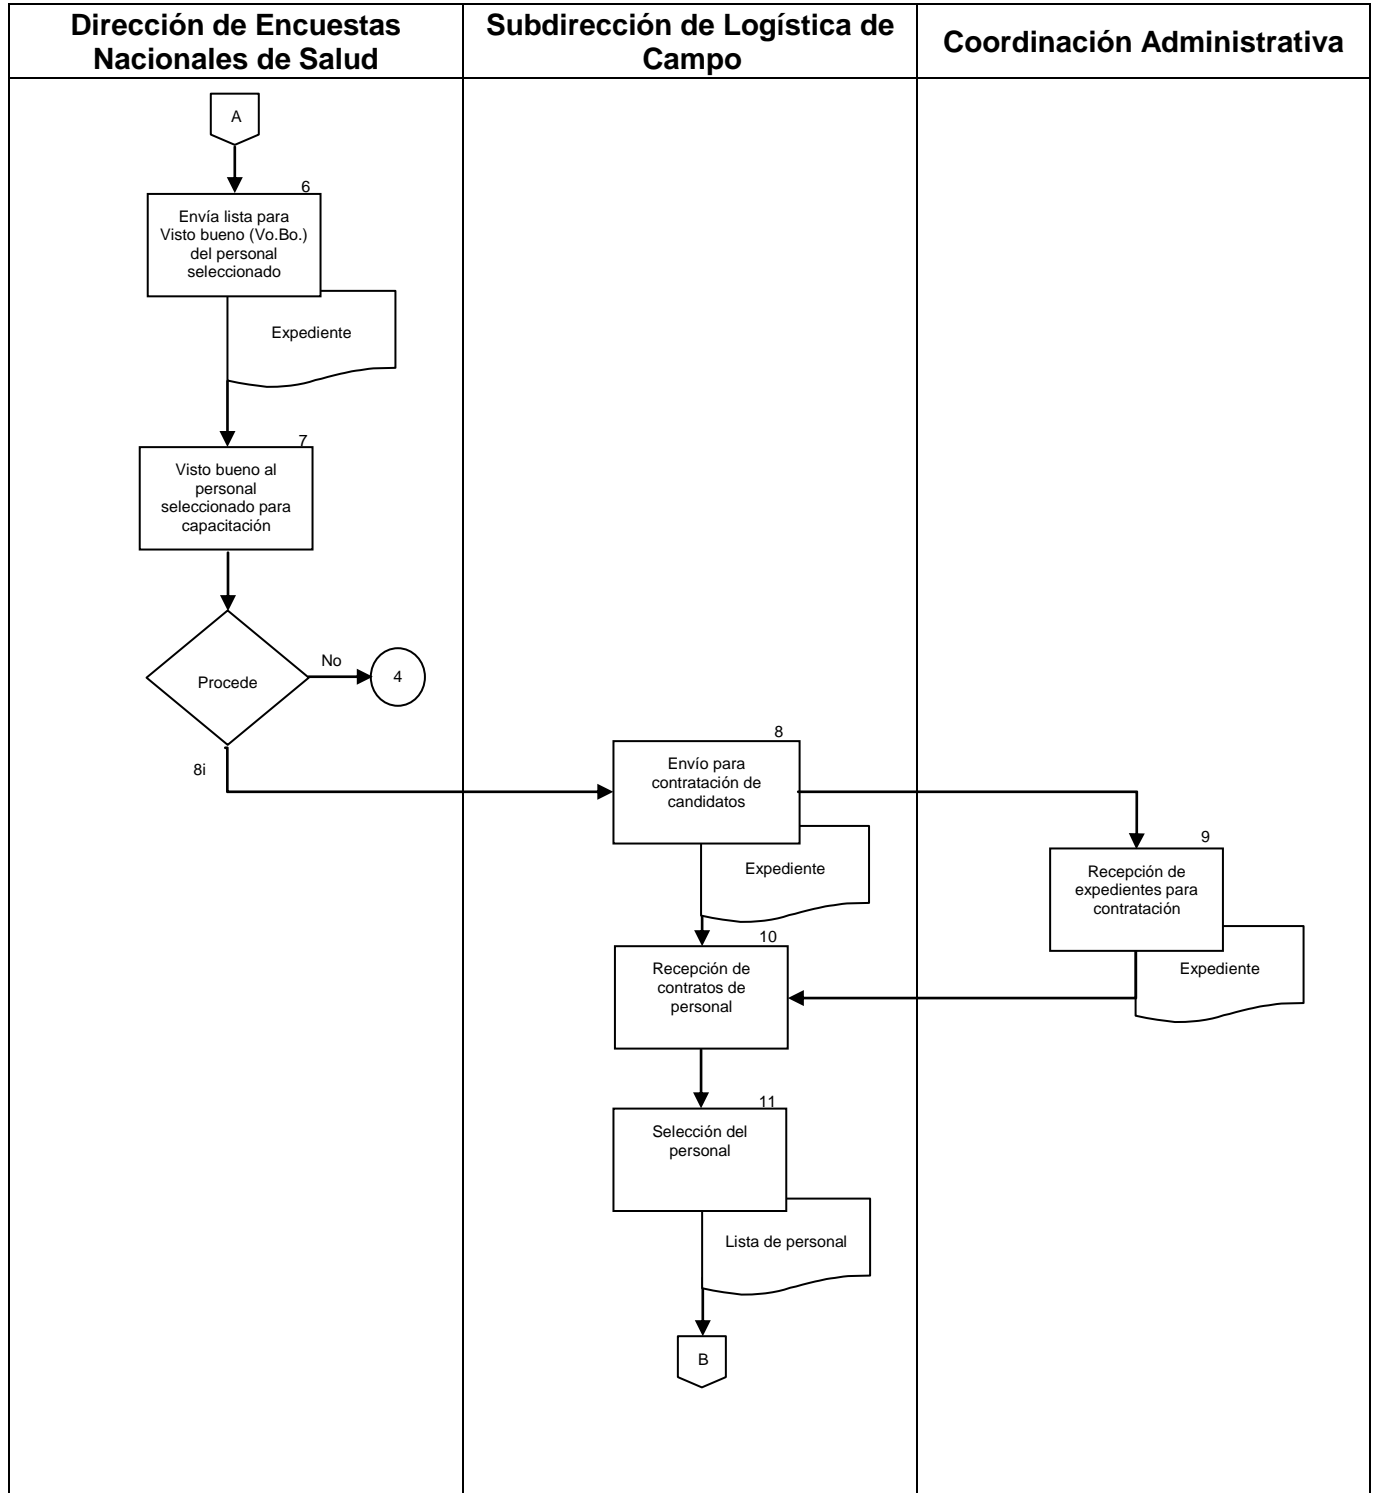 Dirección de Encuestas
Nacionales de Salud
Subdirección de Logística de
Campo
Coordinación Administrativa
A
6
Envía lista para
Visto bueno (Vo.Bo.)
del personal
seleccionado
Expediente
7
Visto bueno al
personal
seleccionado para
capacitación
Procede
No
4
8i
8
Envío para
contratación de
candidatos
Expediente
9
Recepción de
expedientes para
contratación
Expediente
10
Recepción de
contratos de
personal
11
Selección del
personal
Lista de personal
B